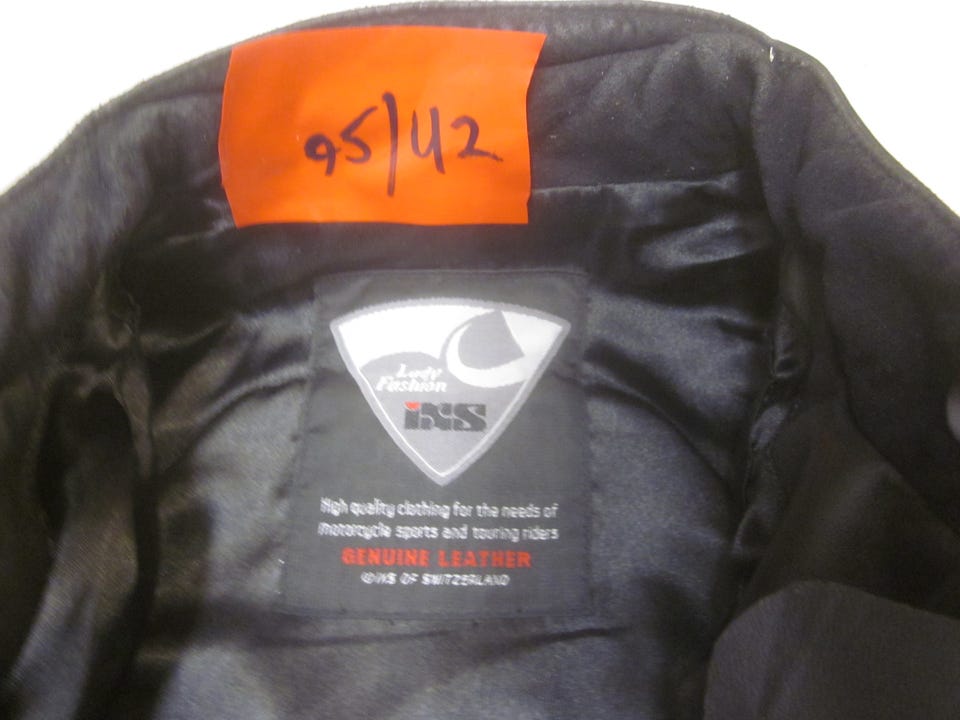 95/42
Lady
Fashion
iXS
High quality clothing for the needs of
motorcycle sports and touring riders
GENUINE LEATHER
©iXS OF SWITZERLAND